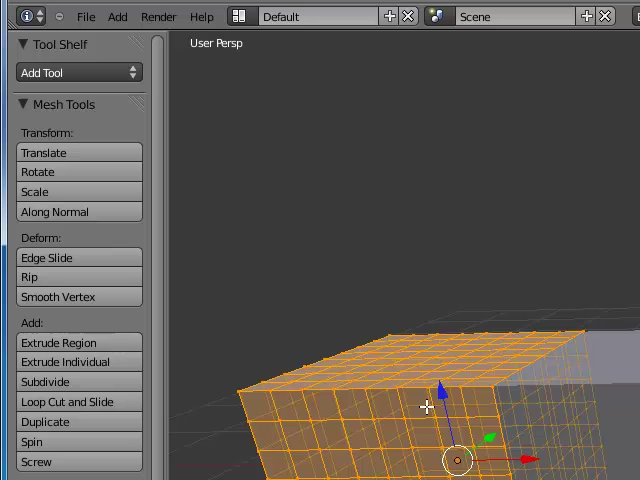 File Add Render Help Default Scene
Tool Shelf
User Persp
Add Tool
Mesh Tools
Transform:
Translate
Rotate
Scale
Along Normal
Deform:
Edge Slide
Rip
Smooth Vertex
Add:
Extrude Region
Extrude Individual
Subdivide
Loop Cut and Slide
Duplicate
Spin
Screw